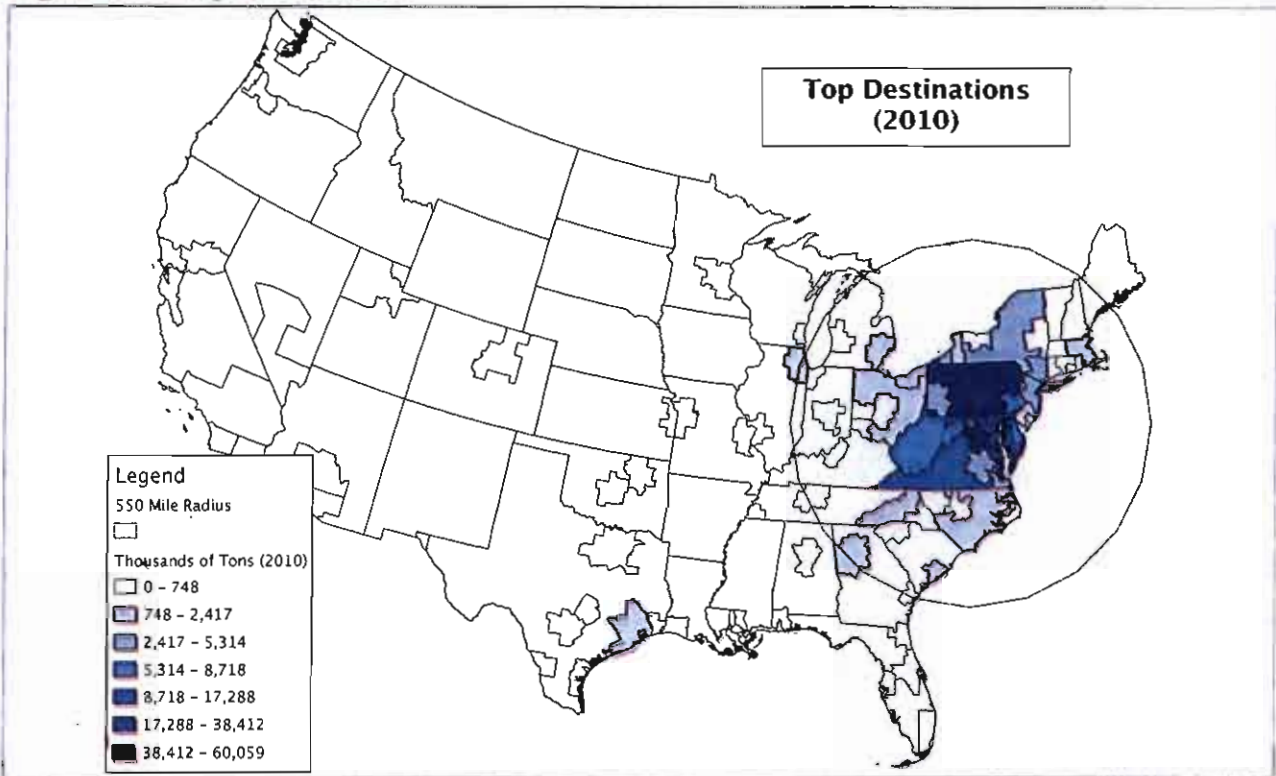 Top Destinations
(2010)
Legend
550 Mile Radius
Thousands of Tons (2010)
0 - 748
748 - 2,417
2,417 - 5,314
5,314 - 8,718
8,718 - 17,288
17,288 - 38,412
38,412 - 60,059